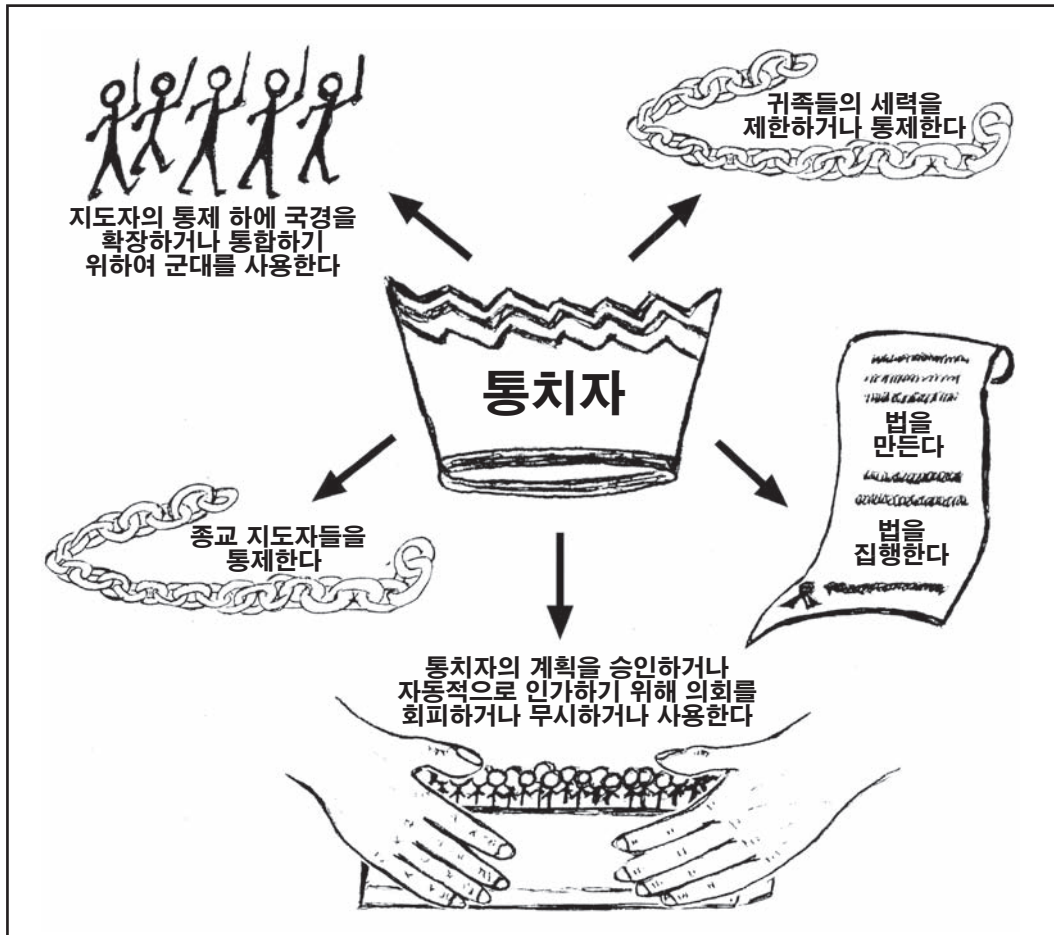 지도자의 통제 하에 국경을
확장하거나 통합하기
위하여 군대를 사용한다
귀족들의 세력을
제한하거나 통제한다
통치자
법을
만든다
법을
집행한다
종교 지도자들을
통제한다
통치자의 계획을 승인하거나
자동적으로 인가하기 위해 의회를
회피하거나 무시하거나 사용한다